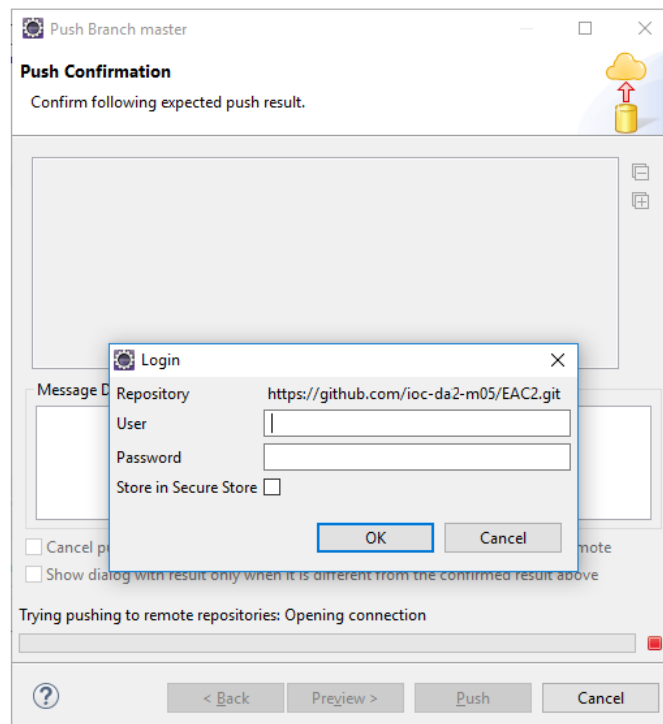 Push Branch master
Push Confirmation
Confirm following expected push result.
Login
Message D
Repository https://github.com/ioc-da2-m05/EAC2.git
User
Password
Store in Secure Store
OK Cancel
Cancel p mote
Show dialog with result only when it is different from the confirmed result above
Trying pushing to remote repositories: Opening connection
? < Back Preview > Push Cancel